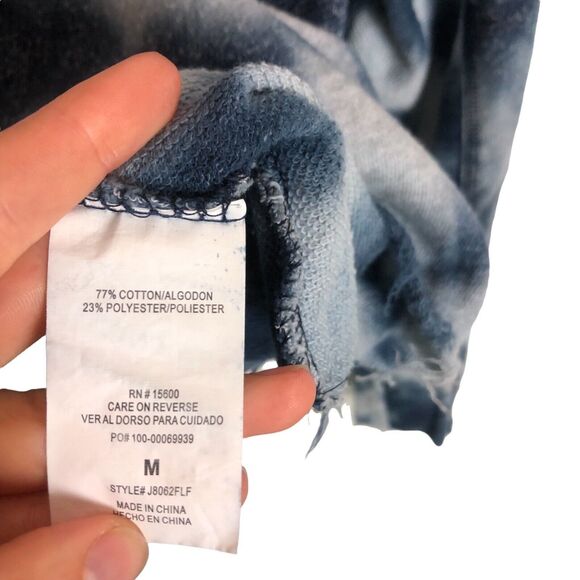 77% COTTON/ALGODON
23% POLYESTER/POLIESTER
RN # 15600
CARE ON REVERSE
VER AL DORSO PARA CUIDADO
PO# 100-00069939
M
STYLE# J8062FLF
MADE IN CHINA
HECHO EN CHINA